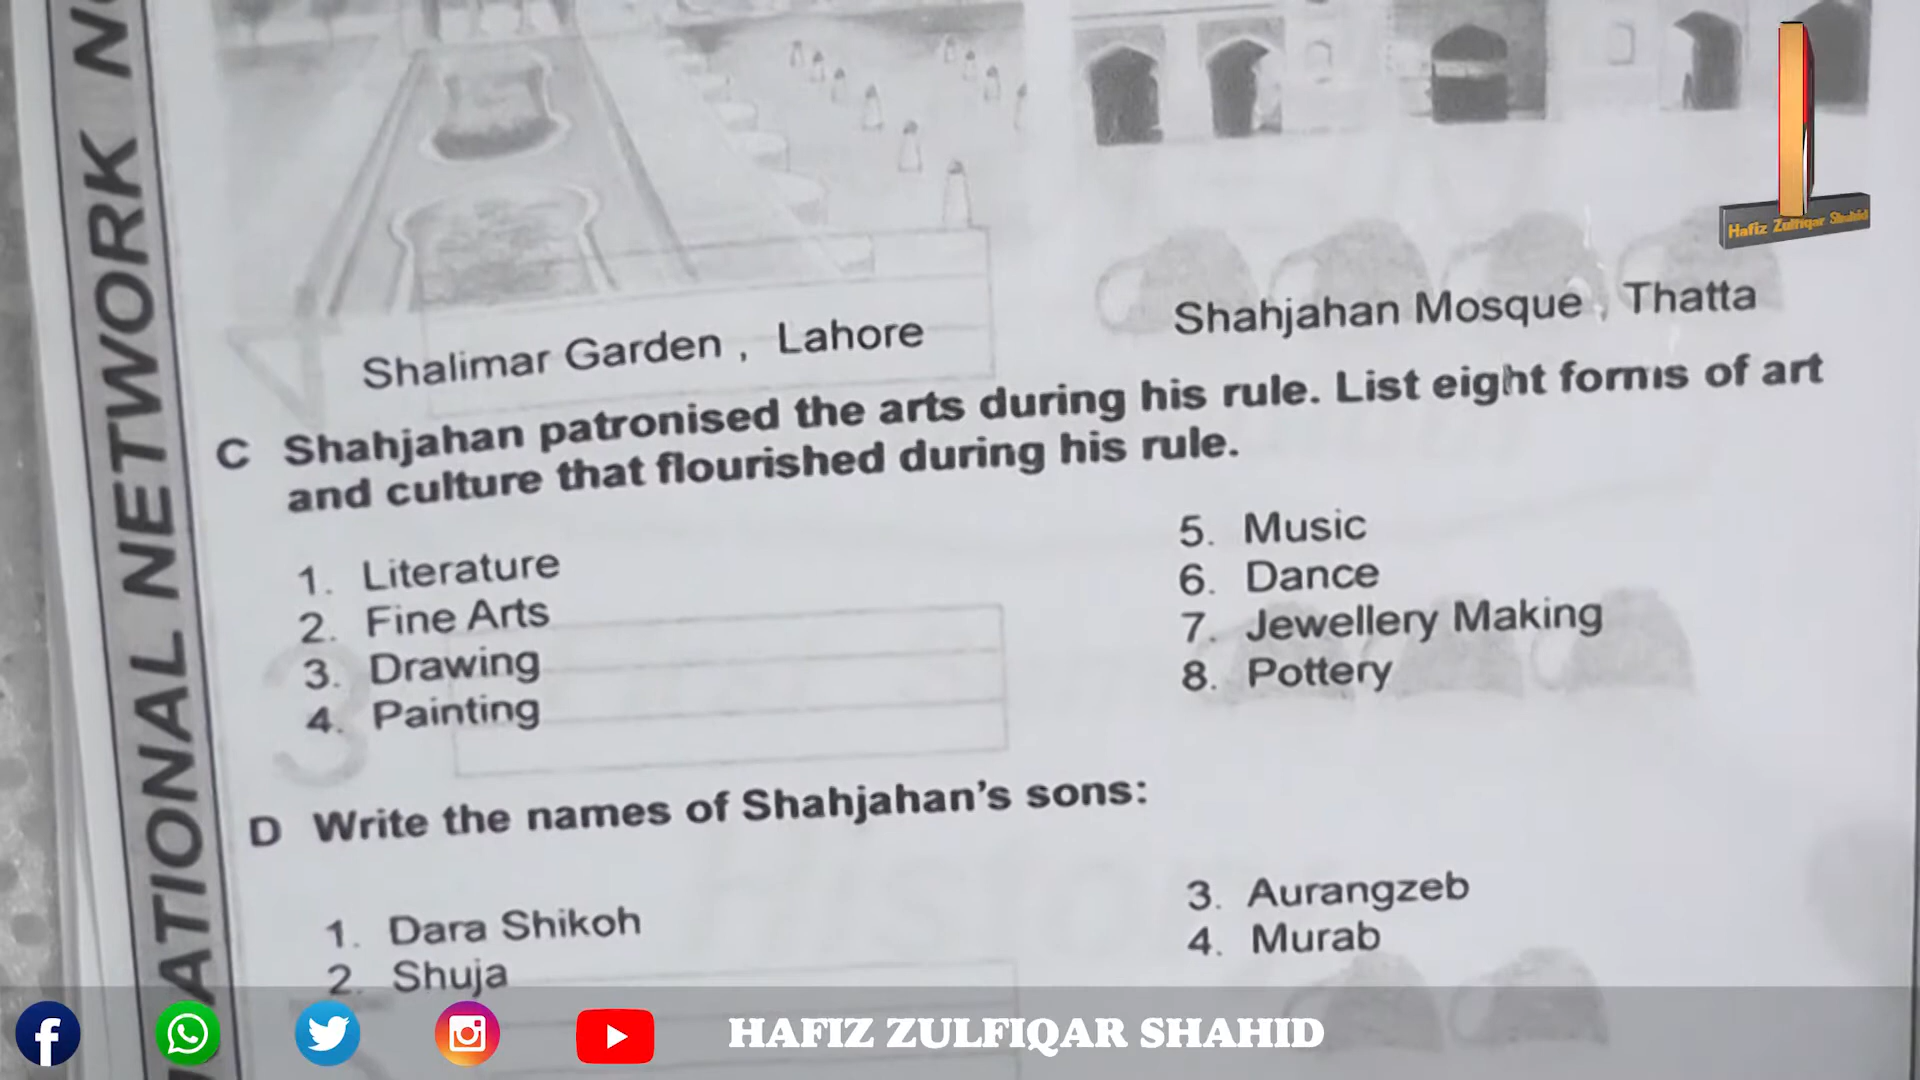 ATIONAL NETWORK N
Hafiz Zulfiqar Shahid
Shalimar Garden , Lahore
Shahjahan Mosque , Thatta
C Shahjahan patronised the arts during his rule. List eight forms of art
and culture that flourished during his rule.
1. Literature
2. Fine Arts
3. Drawing
4. Painting
5. Music
6. Dance
7. Jewellery Making
8. Pottery
D Write the names of Shahjahan's sons:
1. Dara Shikoh
2. Shuja
3. Aurangzeb
4. Murab
HAFIZ ZULFIQAR SHAHID